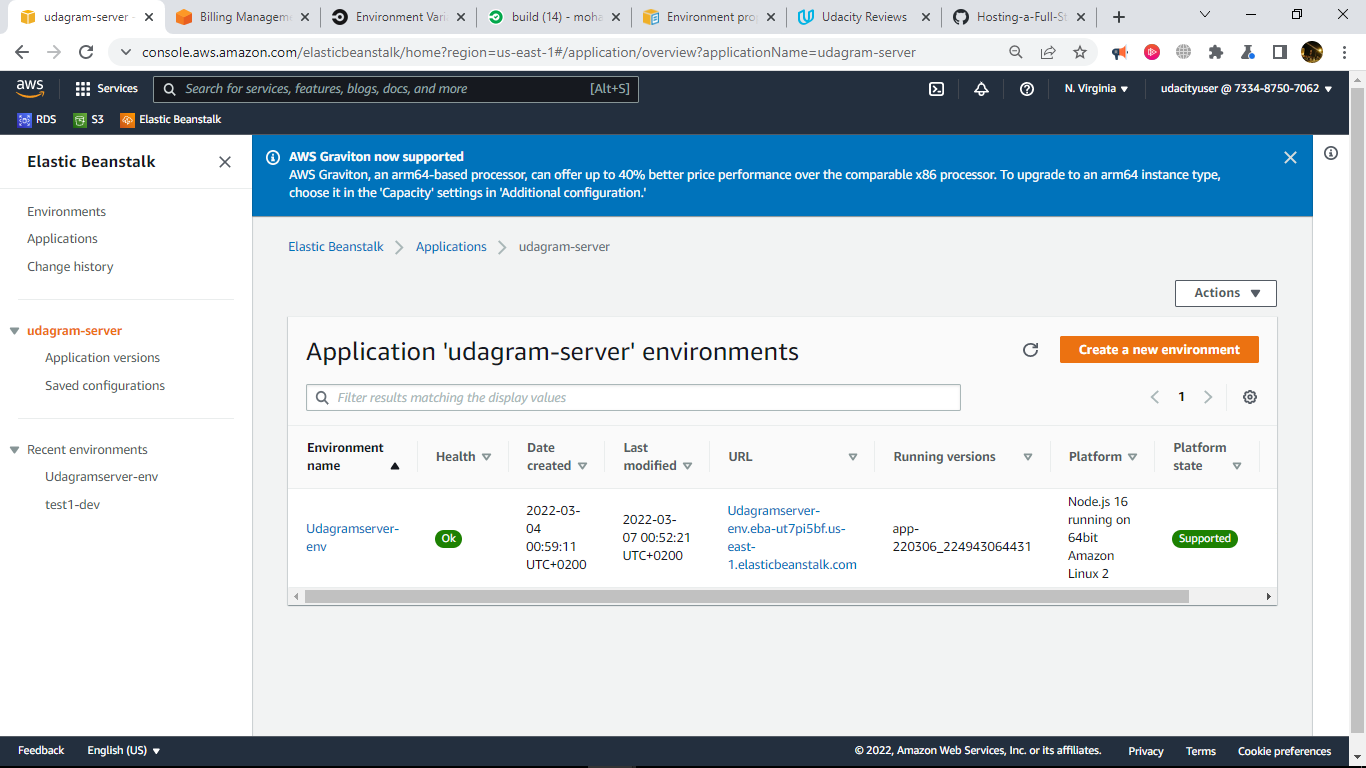 udagram-server -
Billing Manageme
Environment Vari
build (14) - moha
Environment prop
Udacity Reviews
Hosting-a-Full-St
console.aws.amazon.com/elasticbeanstalk/home?region=us-east-1#/application/overview?applicationName=udagram-server
aws
Services
Search for services, features, blogs, docs, and more
[Alt+S]
N. Virginia
udacityuser @ 7334-8750-7062
RDS
S3
Elastic Beanstalk
Elastic Beanstalk
Environments
Applications
Change history
udagram-server
Application versions
Saved configurations
Recent environments
Udagramserver-env
test1-dev
AWS Graviton now supported
AWS Graviton, an arm64-based processor, can offer up to 40% better price performance over the comparable x86 processor. To upgrade to an arm64 instance type,
choose it in the 'Capacity' settings in 'Additional configuration.'
Elastic Beanstalk
Applications
udagram-server
Actions
Application 'udagram-server' environments
Create a new environment
Filter results matching the display values
1
Environment
name
Health
Date
created
Last
modified
URL
Running versions
Platform
Platform
state
Udagramserver-
env
Ok
2022-03-
04
00:59:11
UTC+0200
2022-03-
07 00:52:21
UTC+0200
Udagramserver-
env.eba-ut7pi5bf.us-
east-
1.elasticbeanstalk.com
app-
220306_224943064431
Node.js 16
running on
64bit
Amazon
Linux 2
Supported
Feedback
English (US)
© 2022, Amazon Web Services, Inc. or its affiliates.
Privacy
Terms
Cookie preferences